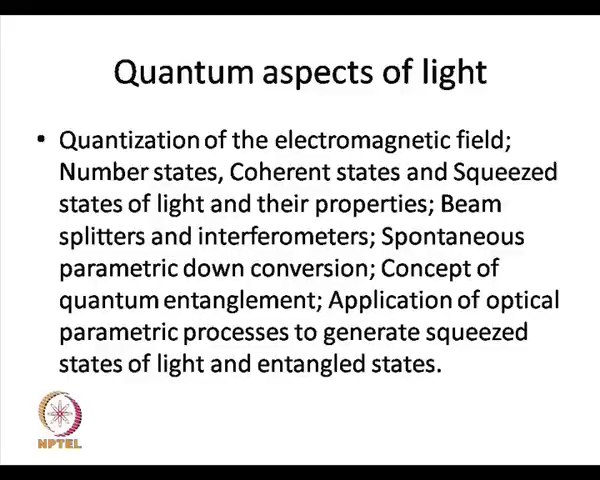 Quantum aspects of light
• Quantization of the electromagnetic field;
Number states, Coherent states and Squeezed
states of light and their properties; Beam
splitters and interferometers; Spontaneous
parametric down conversion; Concept of
quantum entanglement; Application of optical
parametric processes to generate squeezed
states of light and entangled states.
NPTEL